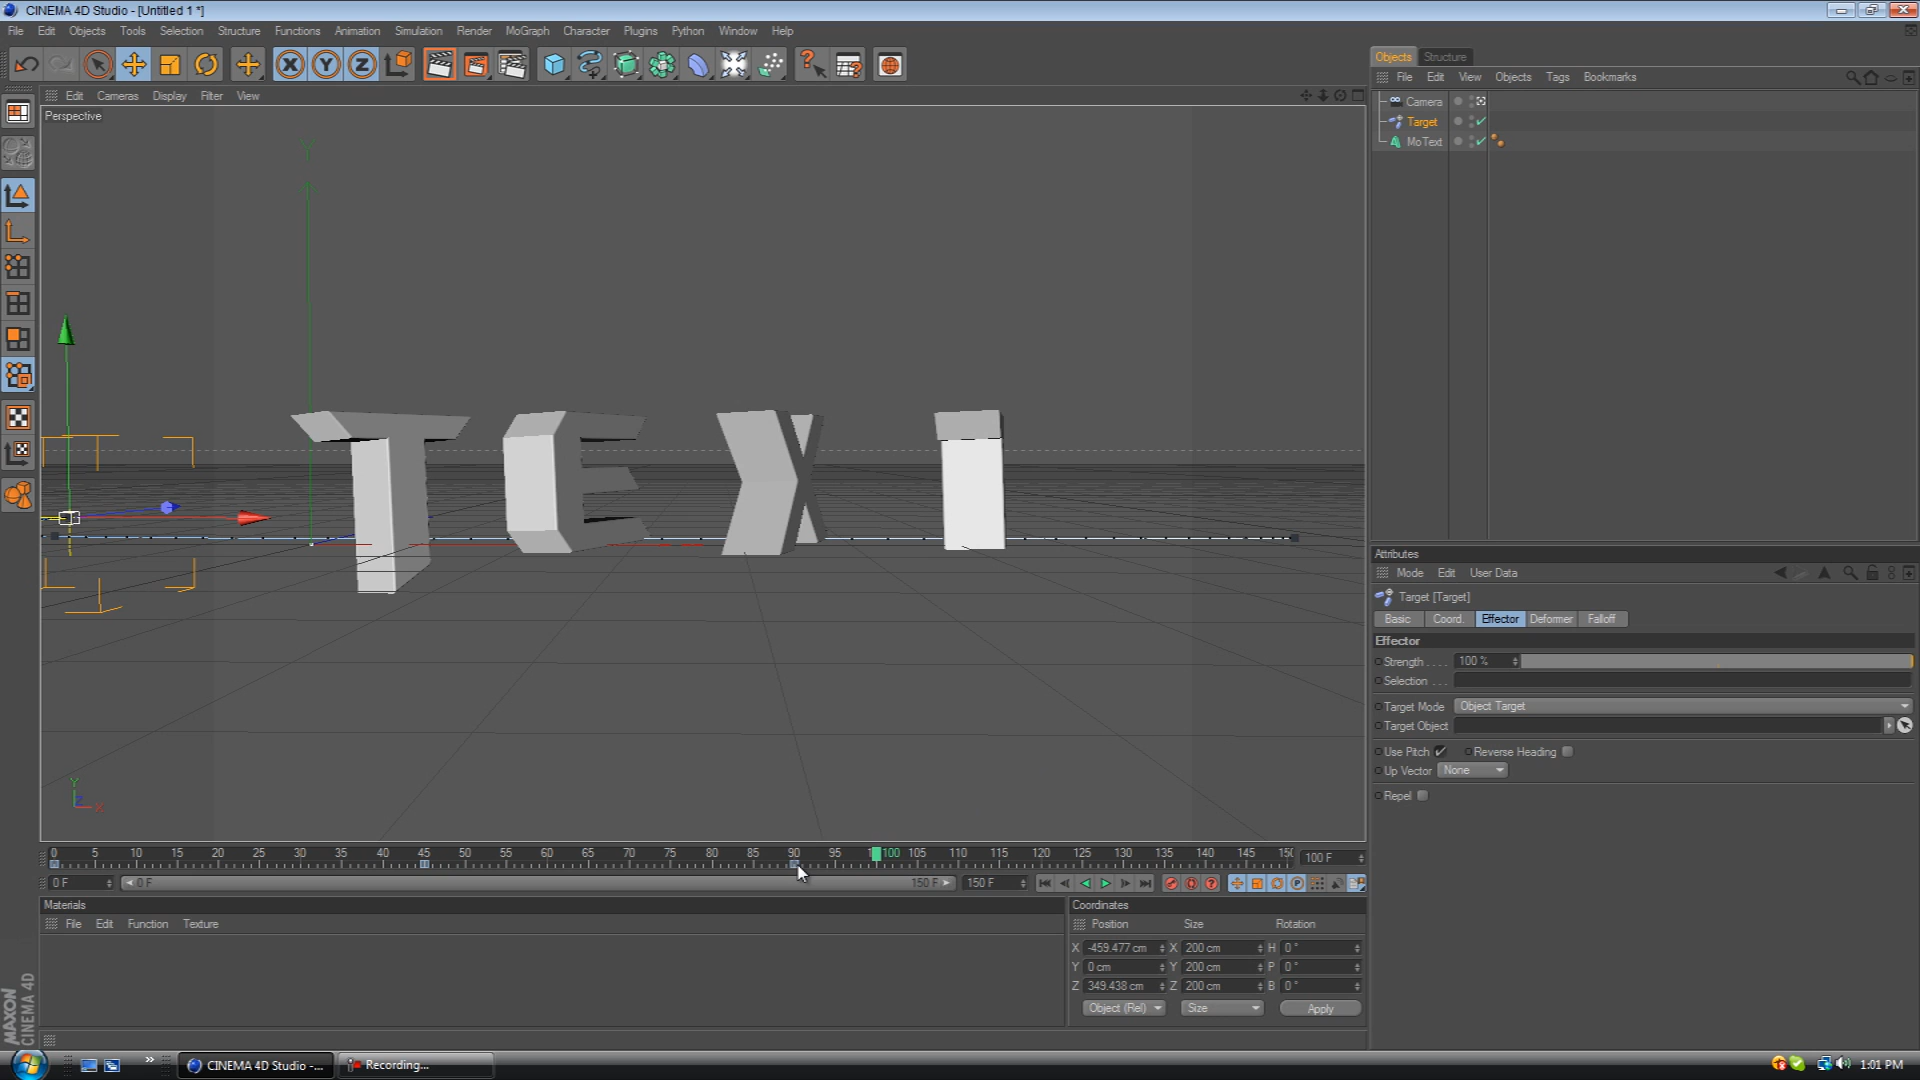 CINEMA 4D Studio - [Untitled 1 *]
File Edit Objects Tools Selection Structure Functions Animation Simulation Render MoGraph Character Plugins Python Window Help
Edit Cameras Display Filter View
Perspective
Y
TEXT
Y
X
0 5 10 15 20 25 30 35 40 45 50 55 60 65 70 75 80 85 90 95 100 105 110 115 120 125 130 135 140 145 150
100 F
0 F
0 F
150 F
150 F
Materials
File Edit Function Texture
Coordinates
Position Size Rotation
X -459.477 cm X 200 cm H 0 °
Y 0 cm Y 200 cm P 0 °
Z 349.438 cm Z 200 cm B 0 °
Object (Rel) Size Apply
MAXON
CINEMA 4D
Objects Structure
File Edit View Objects Tags Bookmarks
Camera
Target
MoText
Attributes
Mode Edit User Data
Target [Target]
Basic Coord. Effector Deformer Falloff
Effector
Strength . . . . 100 %
Selection . . .
Target Mode Object Target
Target Object
Use Pitch Reverse Heading
Up Vector None
Repel
CINEMA 4D Studio -...
Recording...
1:01 PM